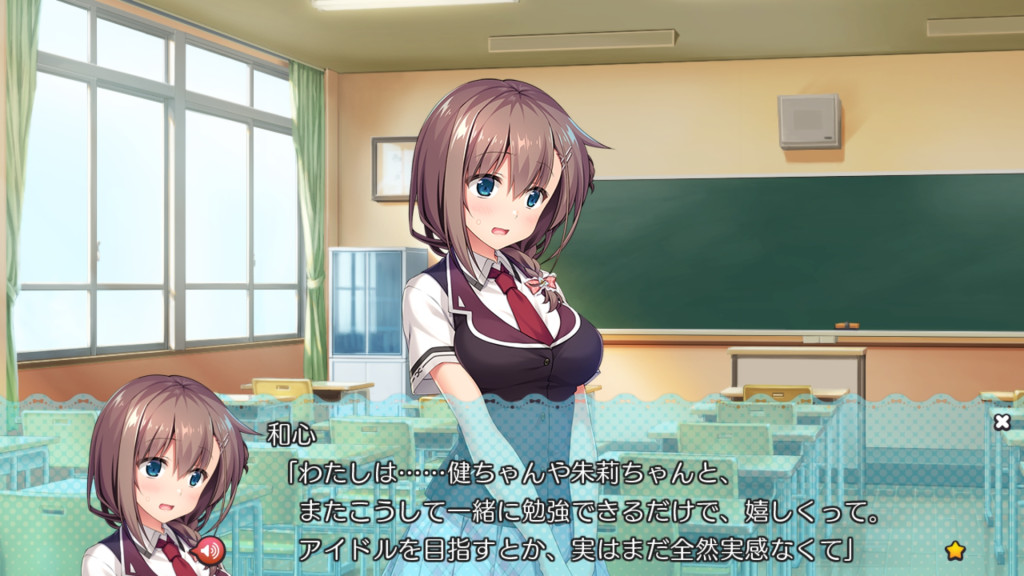 和心
「わたしは……健ちゃんや朱莉ちゃんと、
またこうして一緒に勉強できるだけで、嬉しくって。
アイドルを目指すとか、実はまだ全然実感なくて」